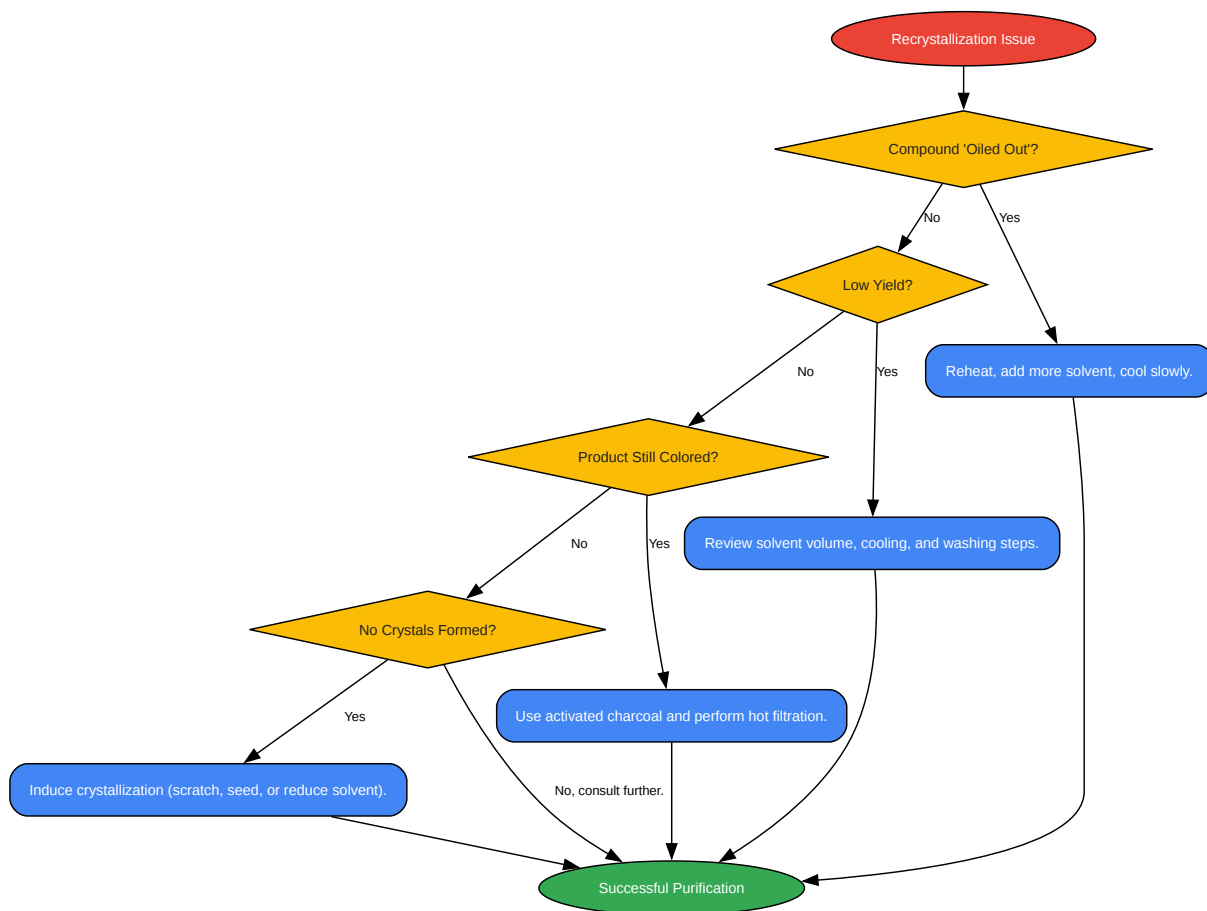 Recrystallization Issue
Compound 'Oiled Out'?
No
Yes
Low Yield?
No
Yes
Reheat, add more solvent, cool slowly.
Product Still Colored?
No
Yes
Review solvent volume, cooling, and washing steps.
No Crystals Formed?
Yes
Use activated charcoal and perform hot filtration.
Induce crystallization (scratch, seed, or reduce solvent).
No, consult further.
Successful Purification